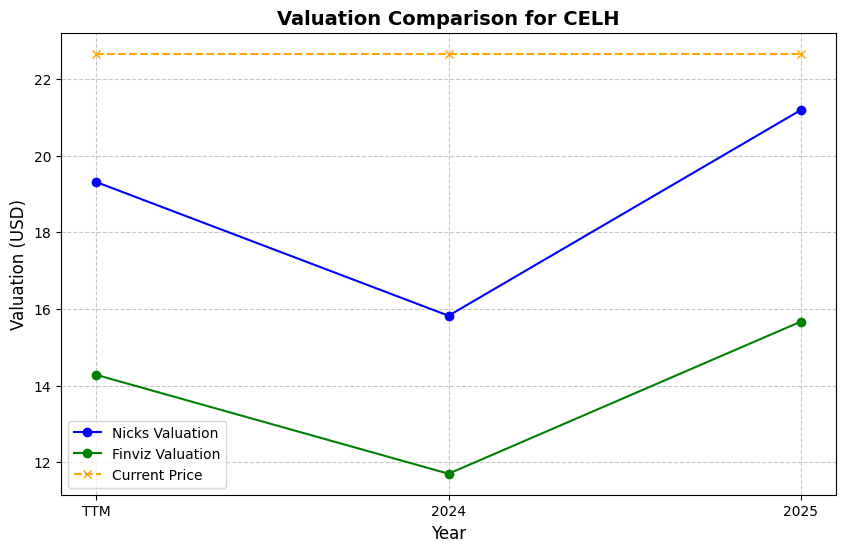 Valuation Comparison for CELH
Valuation (USD)
22
20
18
16
14
12
Nicks Valuation
Finviz Valuation
Current Price
TTM
2024
2025
Year